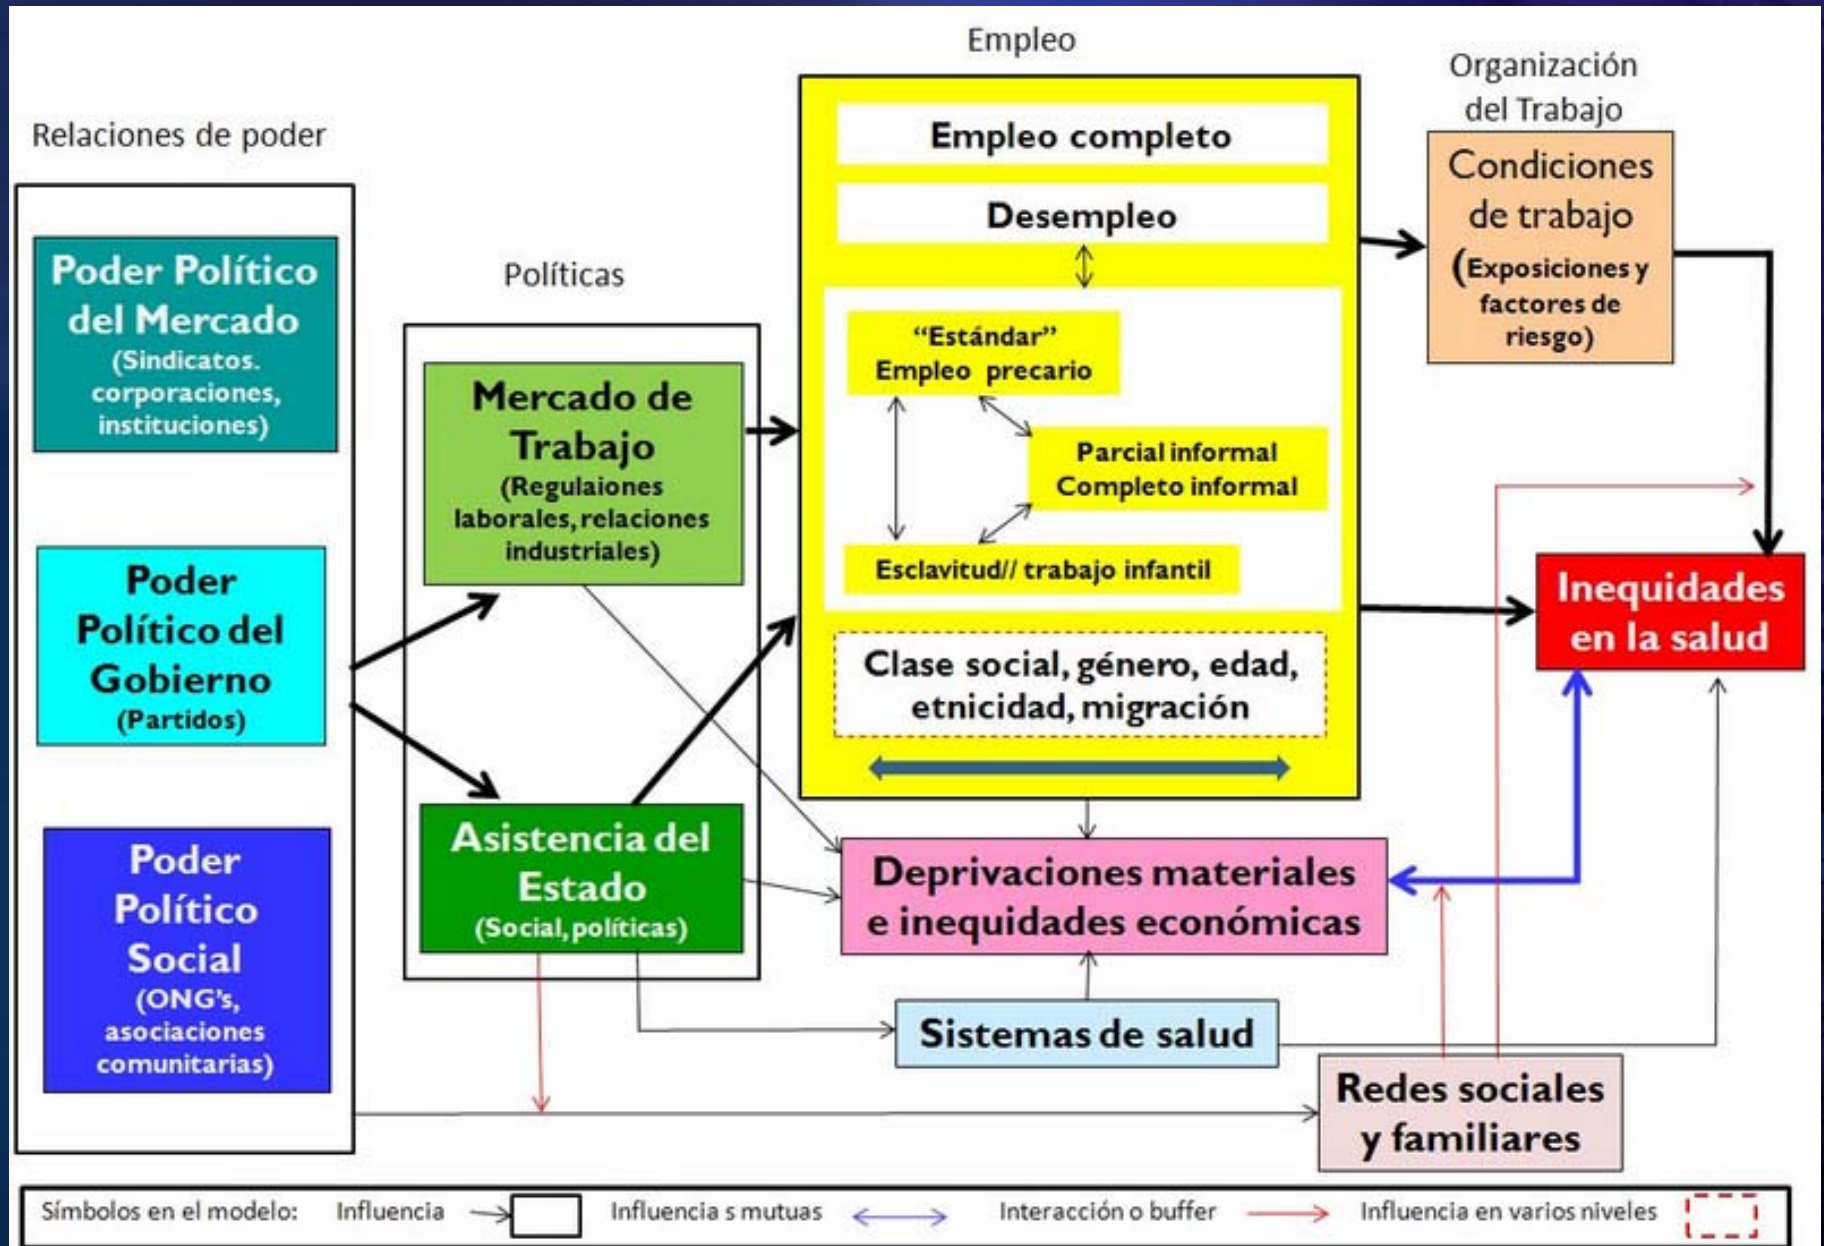 Relaciones de poder
Poder Político
del Mercado
(Sindicatos.
corporaciones,
instituciones)
Poder
Político del
Gobierno
(Partidos)
Poder
Político
Social
(ONG's,
asociaciones
comunitarias)
Políticas
Mercado de
Trabajo
(Regulaiones
laborales, relaciones
industriales)
Asistencia del
Estado
(Social, políticas)
Empleo
Empleo completo
Desempleo
“Estándar”
Empleo precario
Parcial informal
Completo informal
Esclavitud// trabajo infantil
Clase social, género, edad,
etnicidad, migración
Deprivaciones materiales
e inequidades económicas
Sistemas de salud
Organización
del Trabajo
Condiciones
de trabajo
(Exposiciones y
factores de
riesgo)
Inequidades
en la salud
Redes sociales
y familiares
Símbolos en el modelo: Influencia Influencia s mutuas Interacción o buffer Influencia en varios niveles